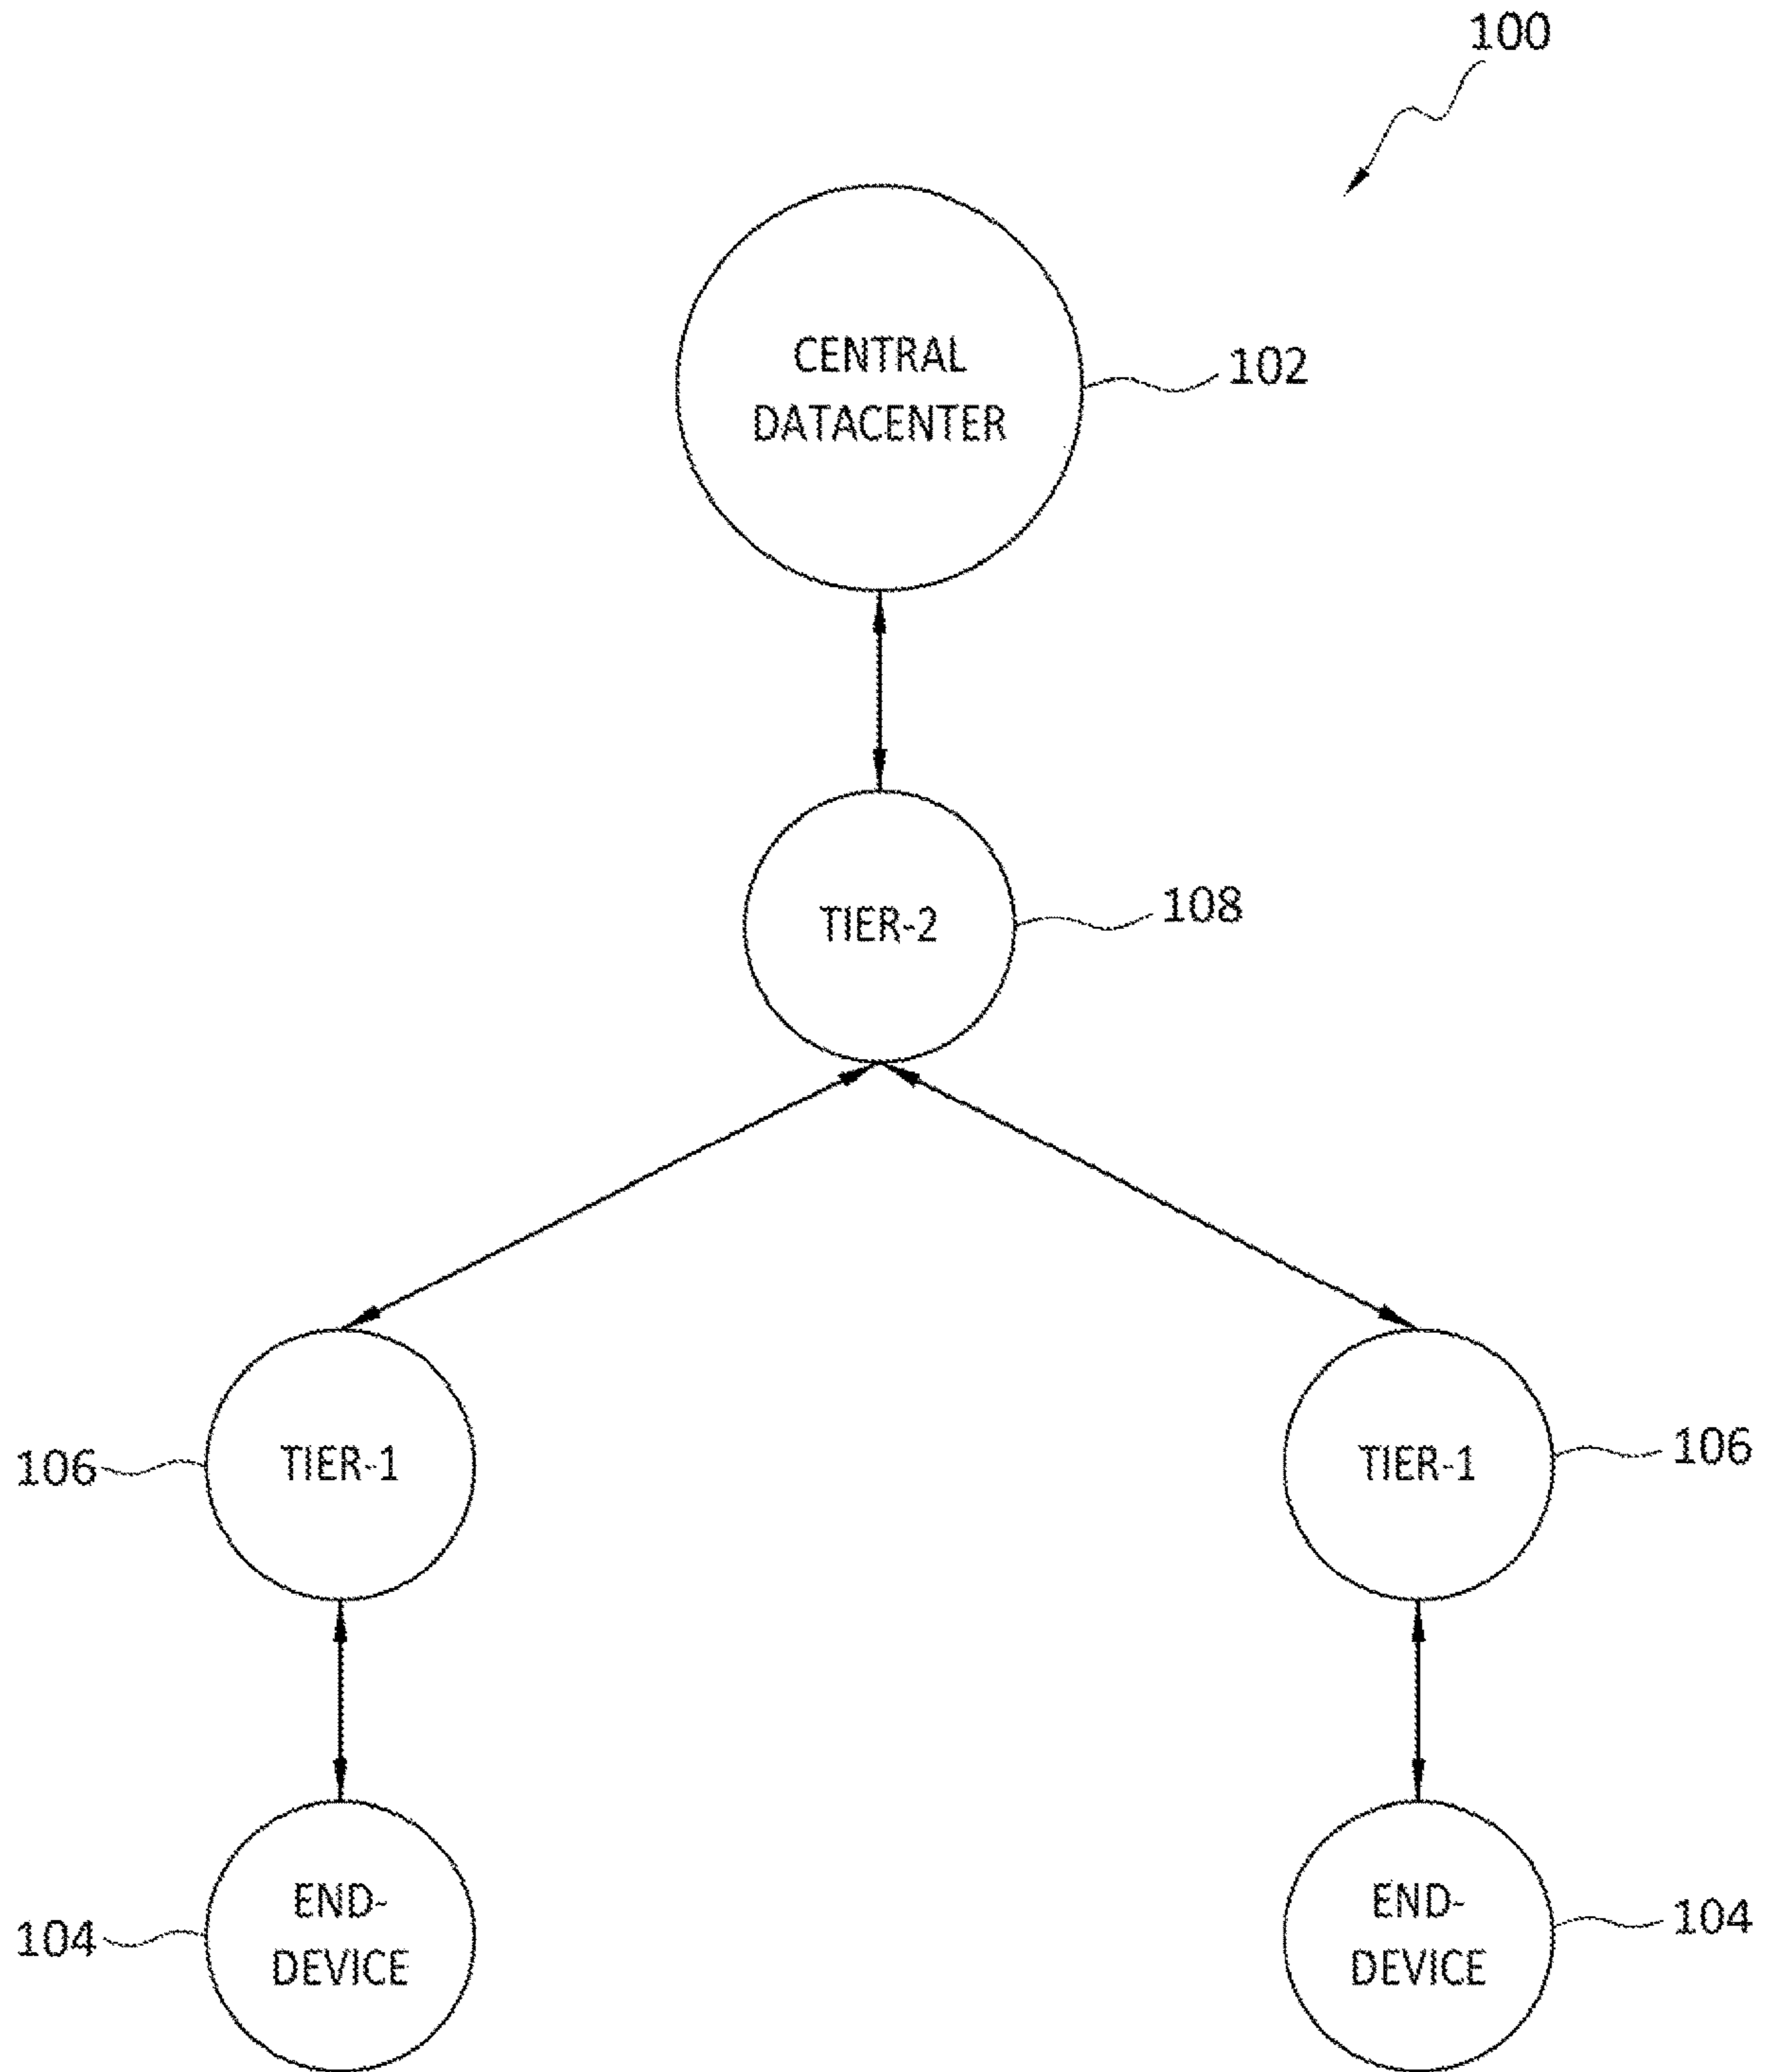 100
CENTRAL
DATACENTER
102
TIER-2
108
106
TIER-1
TIER-1
106
104
END-
DEVICE
END-
DEVICE
104